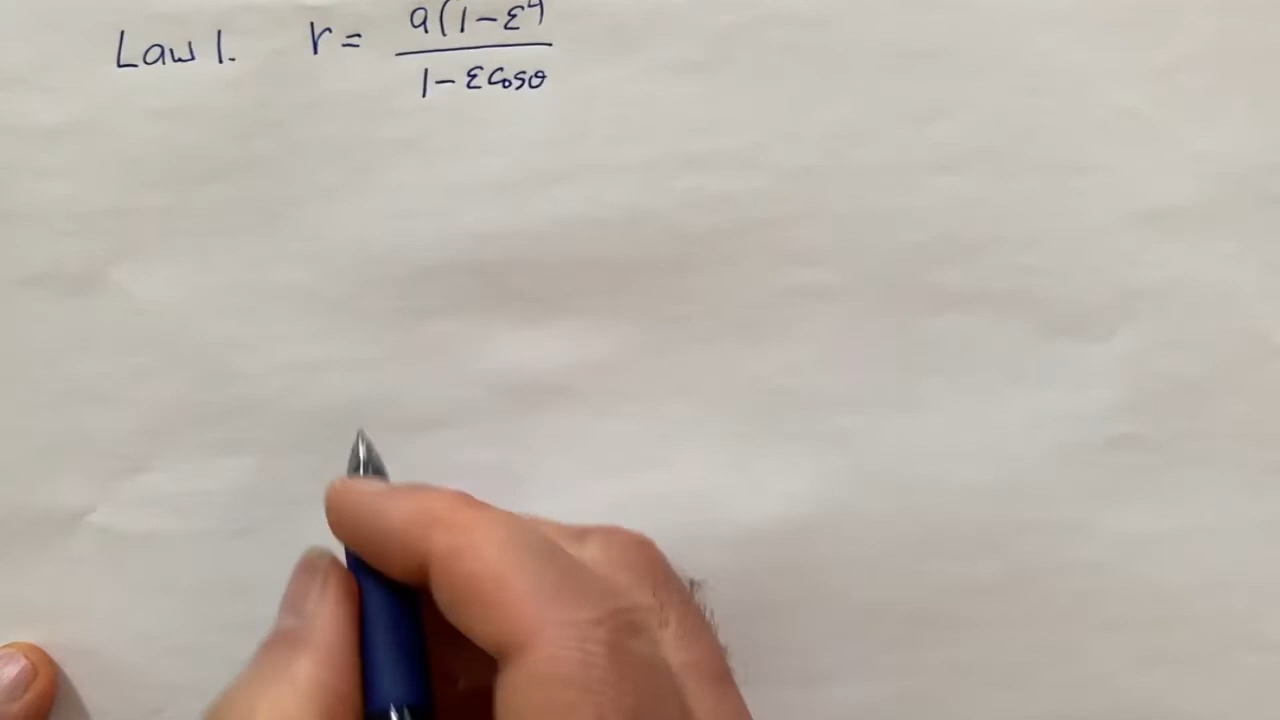 Law 1. r = a(1-ε²) / 1-εcosθ